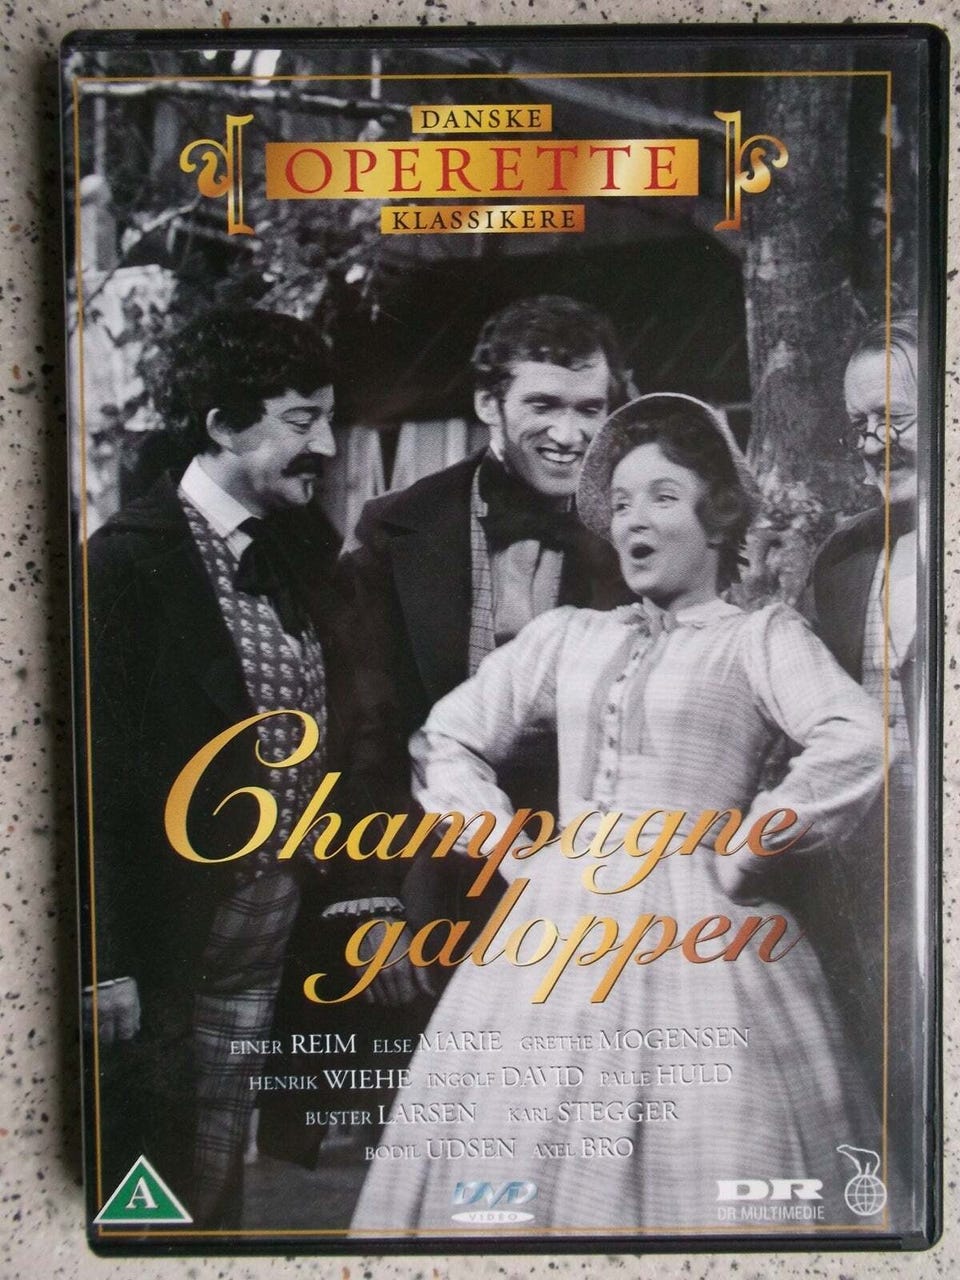 DANSKE
OPERETTE
KLASSIKERE
Champagne
galoppen
EINER REIM ELSE MARIE GRETHE MOGENSEN
HENRIK WIEHE INGOLF DAVID PALLE HULD
BUSTER LARSEN KARL STEGGER
BODIL UDSEN AXEL BRO
A
DVD
VIDEO
DR
DR MULTIMEDIE